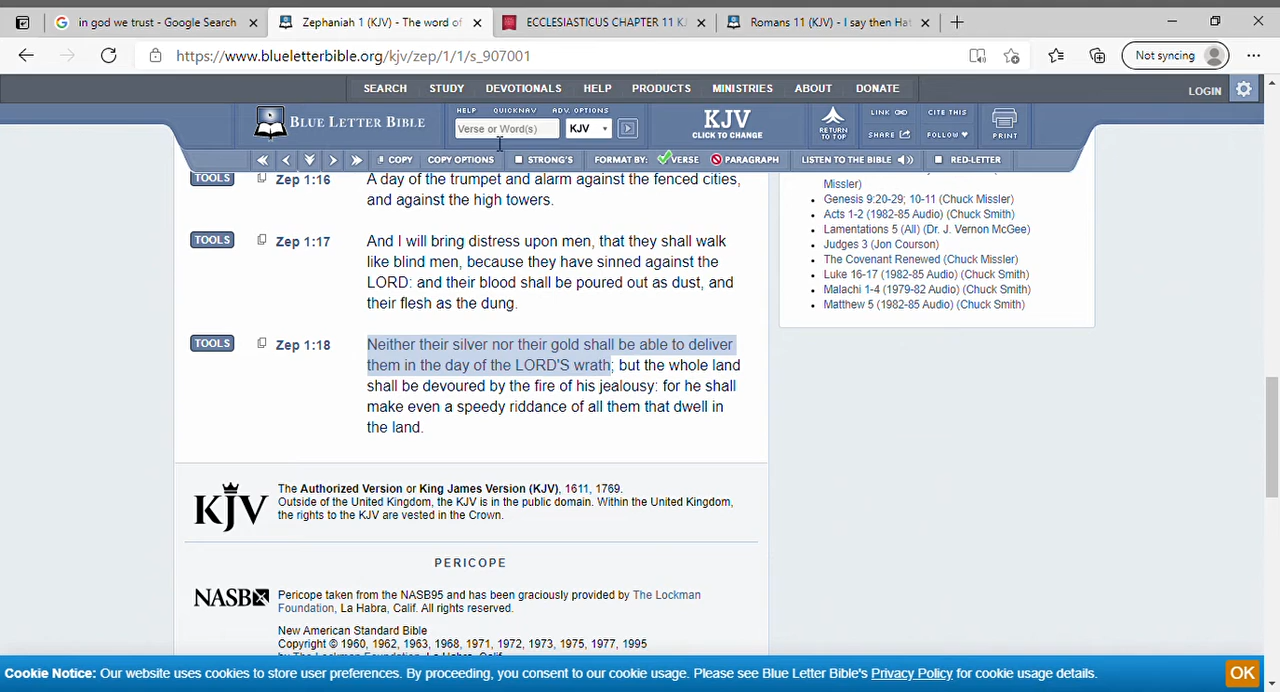 in god we trust - Google Search
Zephaniah 1 (KJV) - The word of
ECCLESIASTICUS CHAPTER 11 KJ
Romans 11 (KJV) - I say then Hat
https://www.blueletterbible.org/kjv/zep/1/1/s_907001
Not syncing
SEARCH STUDY DEVOTIONALS HELP PRODUCTS MINISTRIES ABOUT DONATE
LOGIN
BLUE LETTER BIBLE
HELP QUICKNAV ADV. OPTIONS
Verse or Word(s) KJV
KJV
CLICK TO CHANGE
RETURN
TO TOP
LINK CITE THIS
SHARE FOLLOW
PRINT
COPY COPY OPTIONS STRONG'S FORMAT BY: VERSE PARAGRAPH LISTEN TO THE BIBLE RED-LETTER
TOOLS Zep 1:16 A day of the trumpet and alarm against the fenced cities,
and against the high towers.
TOOLS Zep 1:17 And I will bring distress upon men, that they shall walk
like blind men, because they have sinned against the
LORD: and their blood shall be poured out as dust, and
their flesh as the dung.
TOOLS Zep 1:18 Neither their silver nor their gold shall be able to deliver
them in the day of the LORD'S wrath; but the whole land
shall be devoured by the fire of his jealousy: for he shall
make even a speedy riddance of all them that dwell in
the land.
Missler)
Genesis 9:20-29; 10-11 (Chuck Missler)
Acts 1-2 (1982-85 Audio) (Chuck Smith)
Lamentations 5 (All) (Dr. J. Vernon McGee)
Judges 3 (Jon Courson)
The Covenant Renewed (Chuck Missler)
Luke 16-17 (1982-85 Audio) (Chuck Smith)
Malachi 1-4 (1979-82 Audio) (Chuck Smith)
Matthew 5 (1982-85 Audio) (Chuck Smith)
KJV
The Authorized Version or King James Version (KJV), 1611, 1769.
Outside of the United Kingdom, the KJV is in the public domain. Within the United Kingdom,
the rights to the KJV are vested in the Crown.
PERICOPE
NASB
Pericope taken from the NASB95 and has been graciously provided by The Lockman
Foundation, La Habra, Calif. All rights reserved.
New American Standard Bible
Copyright © 1960, 1962, 1963, 1968, 1971, 1972, 1973, 1975, 1977, 1995
by The Lockman Foundation, La Habra, Calif.
Cookie Notice: Our website uses cookies to store user preferences. By proceeding, you consent to our cookie usage. Please see Blue Letter Bible's Privacy Policy for cookie usage details.
OK